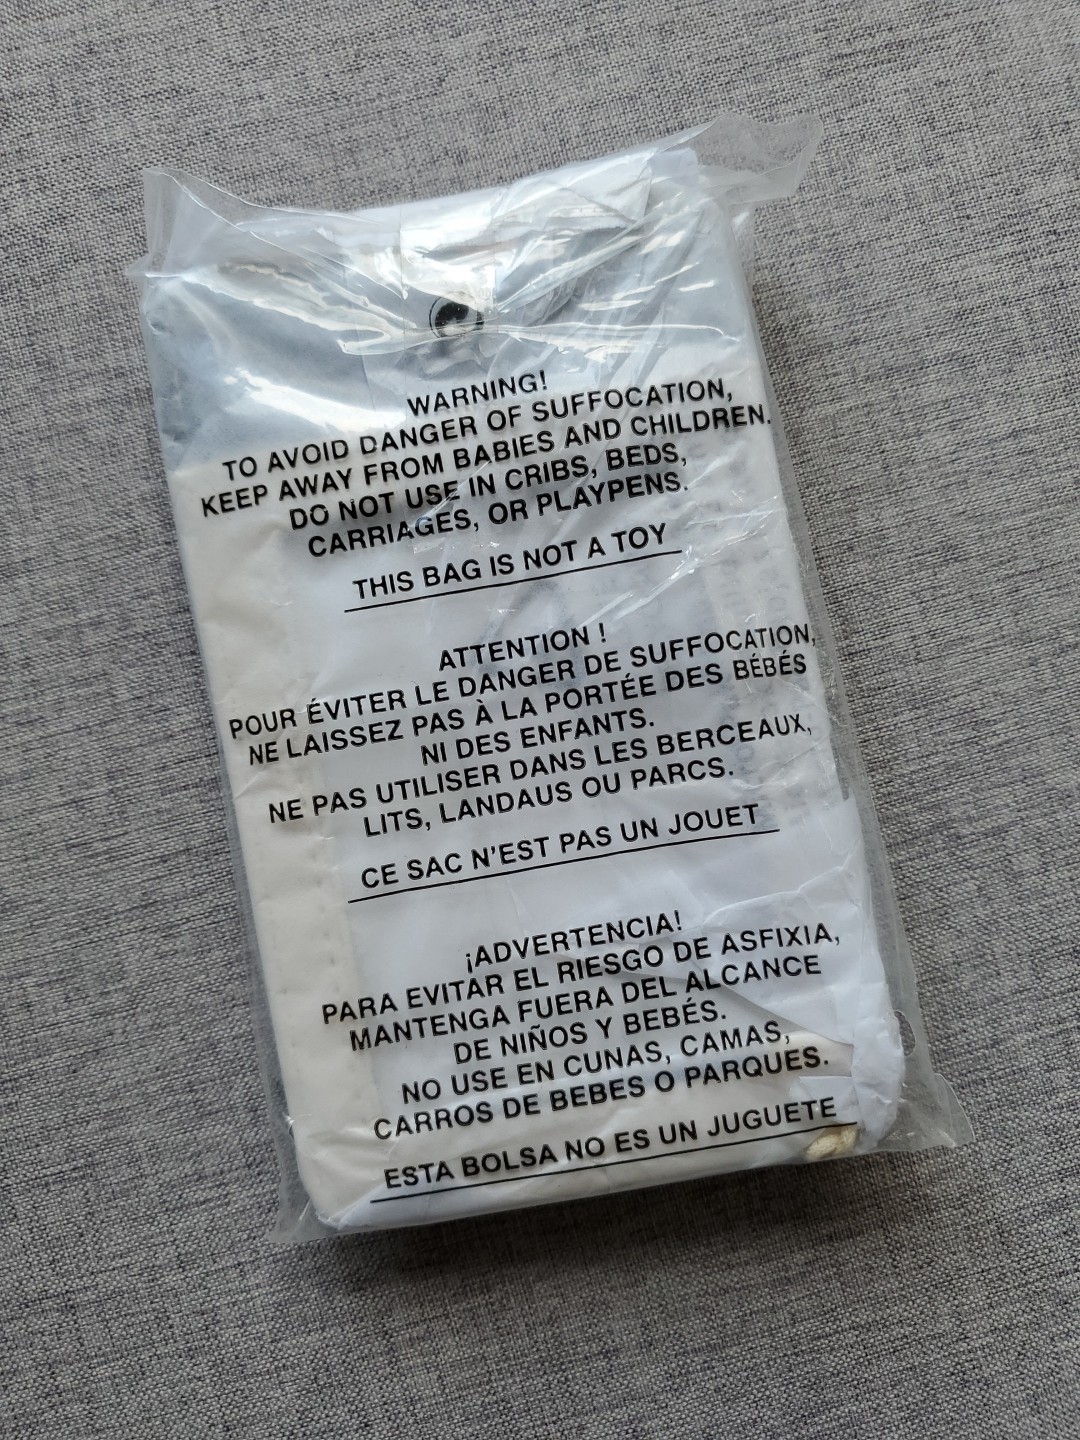 WARNING!
TO AVOID DANGER OF SUFFOCATION,
KEEP AWAY FROM BABIES AND CHILDREN.
DO NOT USE IN CRIBS, BEDS,
CARRIAGES, OR PLAYPENS.
THIS BAG IS NOT A TOY
ATTENTION !
POUR ÉVITER LE DANGER DE SUFFOCATION,
NE LAISSEZ PAS À LA PORTÉE DES BÉBÉS
NI DES ENFANTS.
NE PAS UTILISER DANS LES BERCEAUX,
LITS, LANDAUS OU PARCS.
CE SAC N'EST PAS UN JOUET
¡ADVERTENCIA!
PARA EVITAR EL RIESGO DE ASFIXIA,
MANTENGA FUERA DEL ALCANCE
DE NIÑOS Y BEBÉS.
NO USE EN CUNAS, CAMAS,
CARROS DE BEBES O PARQUES.
ESTA BOLSA NO ES UN JUGUETE